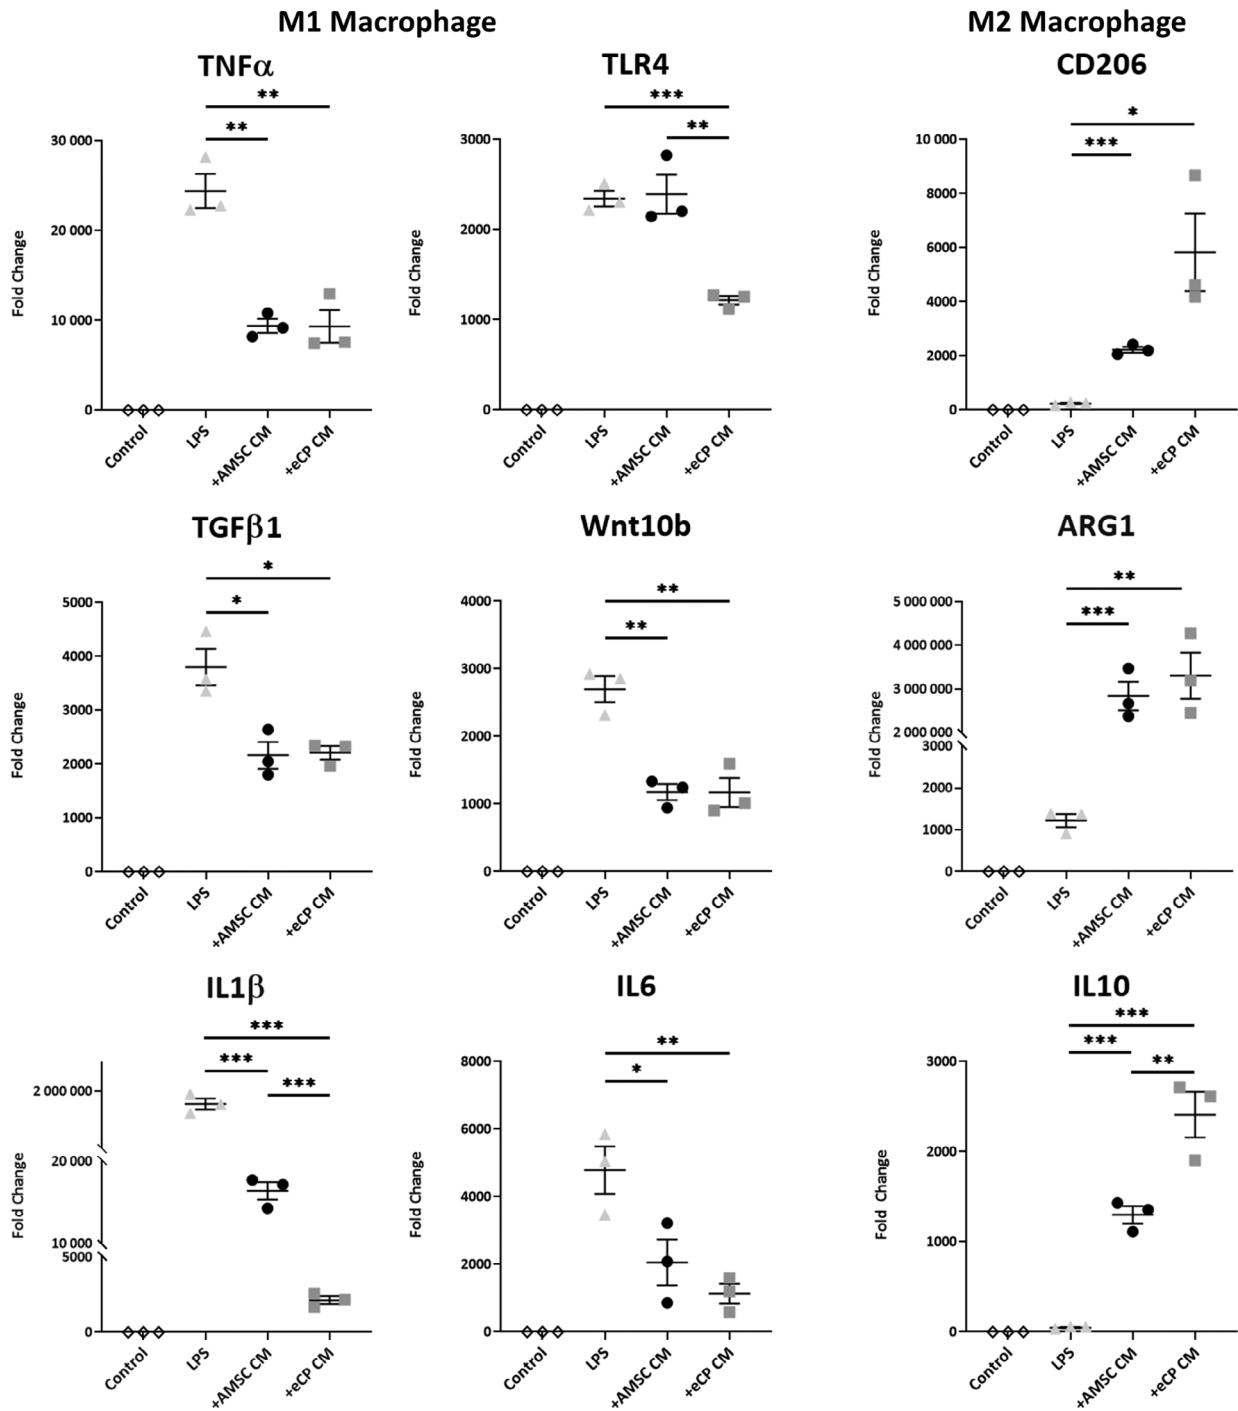 M1 Macrophage
M2 Macrophage
TNFα
**
**
30 000
20 000
10 000
0
Fold Change
Control
LPS
+AMSC CM
+eCP CM
TLR4
***
**
3000
2000
1000
0
Fold Change
Control
LPS
+AMSC CM
+eCP CM
CD206
*
***
10 000
8000
6000
4000
2000
0
Fold Change
Control
LPS
+AMSC CM
+eCP CM
TGFβ1
*
*
5000
4000
3000
2000
1000
0
Fold Change
Control
LPS
+AMSC CM
+eCP CM
Wnt10b
**
**
4000
3000
2000
1000
0
Fold Change
Control
LPS
+AMSC CM
+eCP CM
ARG1
**
***
5 000 000
4 000 000
3 000 000
2 000 000
3000
2000
1000
0
Fold Change
Control
LPS
+AMSC CM
+eCP CM
IL1β
***
***
***
2 000 000
20 000
10 000
5000
0
Fold Change
Control
LPS
+AMSC CM
+eCP CM
IL6
**
*
8000
6000
4000
2000
0
Fold Change
Control
LPS
+AMSC CM
+eCP CM
IL10
***
***
**
3000
2000
1000
0
Fold Change
Control
LPS
+AMSC CM
+eCP CM